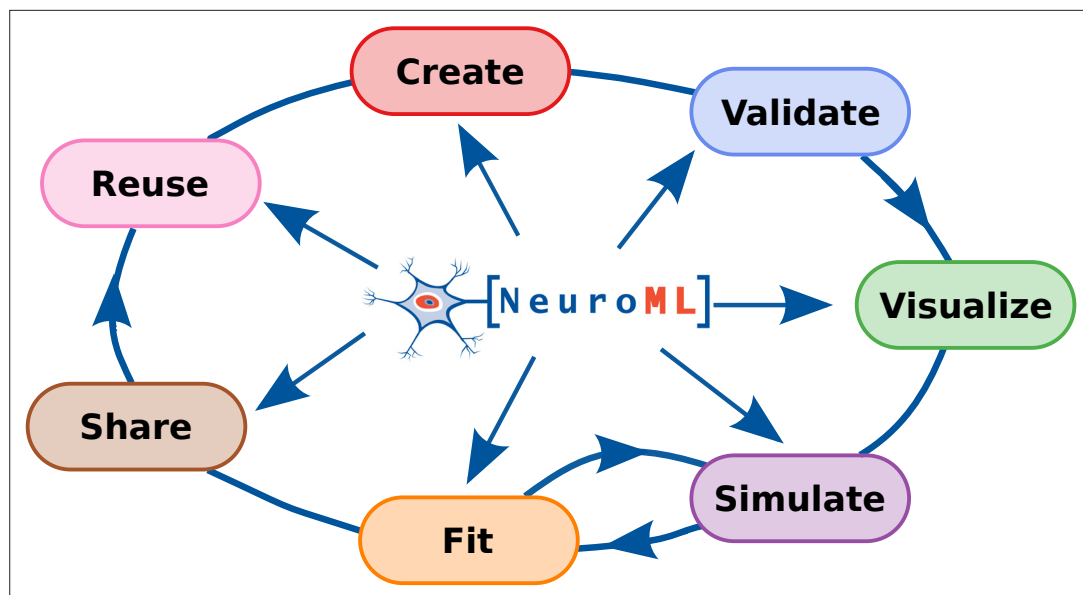 Create
Validate
Reuse
Visualize
[NeuroML]
Share
Simulate
Fit